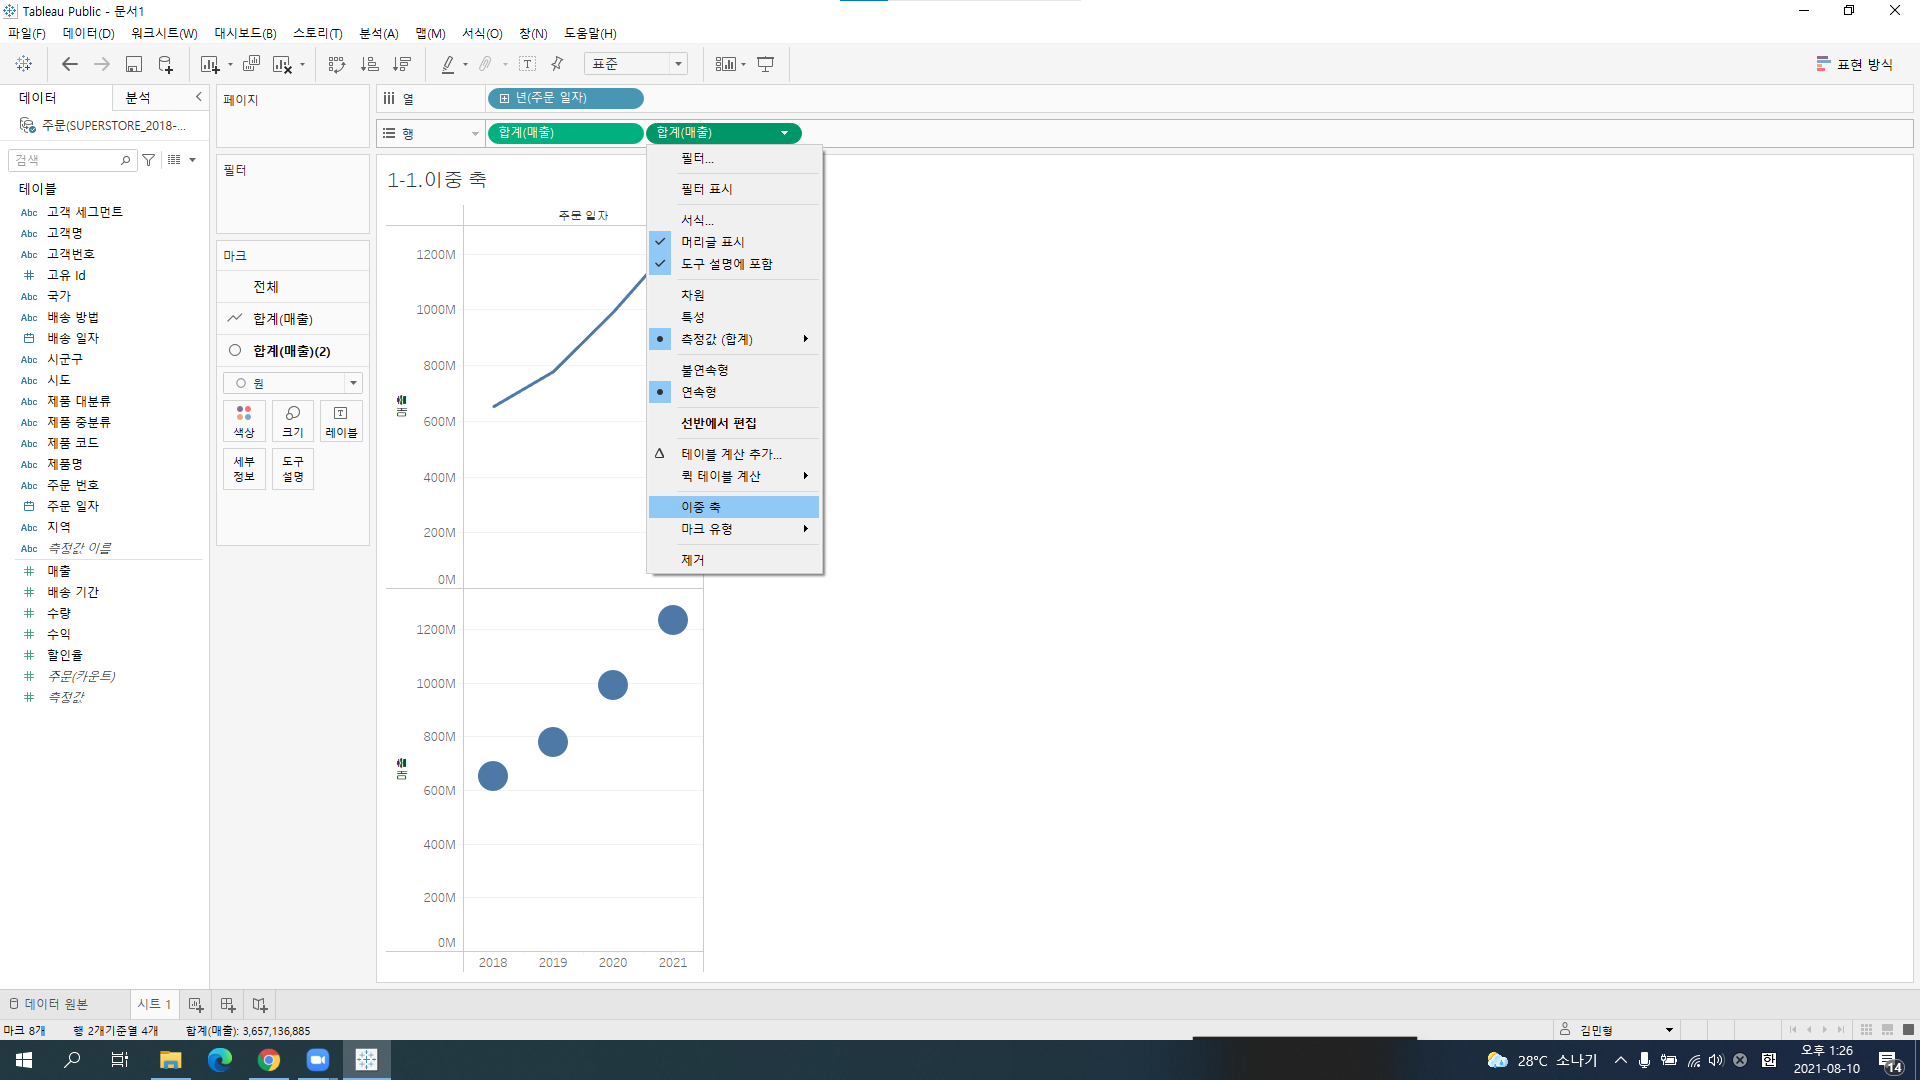 Tableau Public - 문서1
파일(F) 데이터(D) 워크시트(W) 대시보드(B) 스토리(T) 분석(A) 맵(M) 서식(O) 창(N) 도움말(H)
표준
표현 방식
데이터 분석
주문(SUPERSTORE_2018-...
검색
테이블
Abc 고객 세그먼트
Abc 고객명
Abc 고객번호
# 고유 Id
Abc 국가
Abc 배송 방법
배송 일자
Abc 시군구
Abc 시도
Abc 제품 대분류
Abc 제품 중분류
Abc 제품 코드
Abc 제품명
Abc 주문 번호
주문 일자
Abc 지역
Abc 측정값 이름
# 매출
# 배송 기간
# 수량
# 수익
# 할인율
# 주문(카운트)
# 측정값
페이지
필터
마크
전체
합계(매출)
합계(매출)(2)
원
색상 크기 레이블
세부 정보
도구 설명
열 년(주문 일자)
행 합계(매출) 합계(매출)
1-1.이중 축
주문 일자
1200M
1000M
800M
600M
400M
200M
0M
매출
1200M
1000M
800M
600M
400M
200M
0M
매출
2018 2019 2020 2021
필터...
필터 표시
서식...
머리글 표시
도구 설명에 포함
차원
특성
측정값 (합계)
불연속형
연속형
선반에서 편집
테이블 계산 추가...
퀵 테이블 계산
이중 축
마크 유형
제거
데이터 원본 시트 1
마크 8개 행 2개기준열 4개 합계(매출): 3,657,136,885
김민형
28°C 소나기
한
오후 1:26
2021-08-10
14